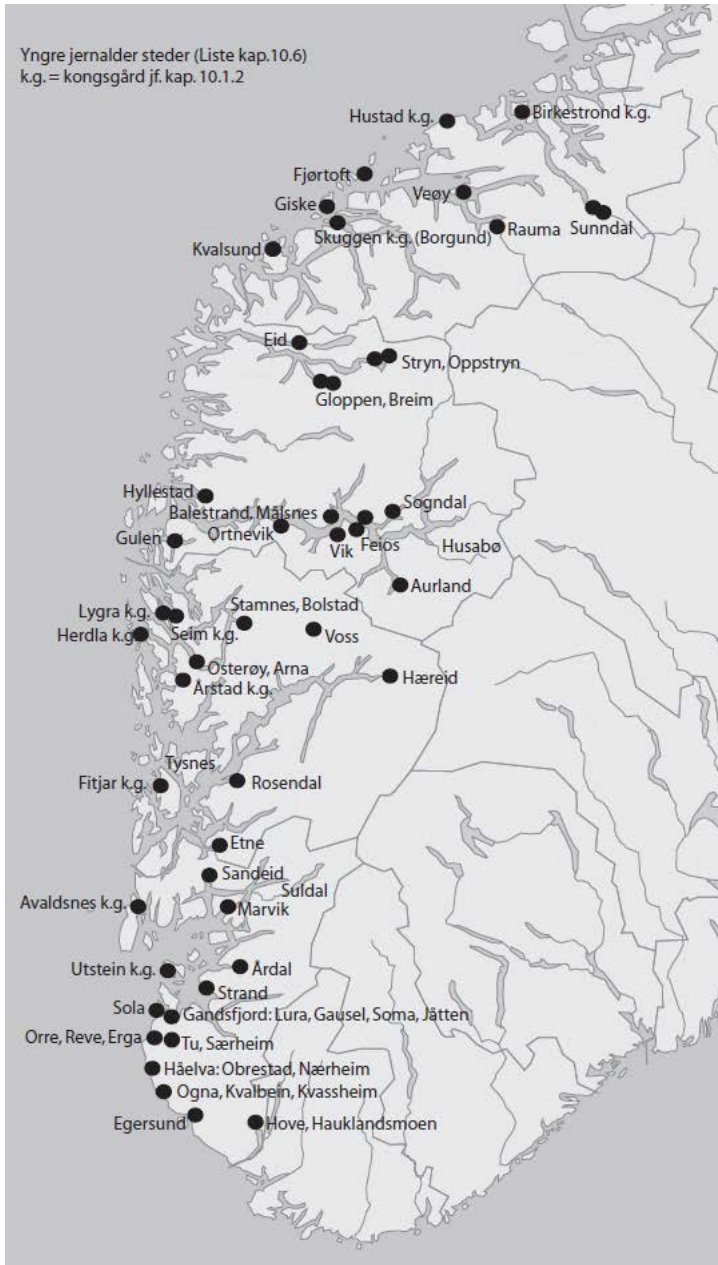 Yngre jernalder steder (Liste kap.10.6)
k.g. = kongsgård jf. kap. 10.1.2
Hustad k.g.
Birkestrond k.g.
Fjørtoft
Veøy
Giske
Skuggen k.g. (Borgund)
Rauma
Sunndal
Kvalsund
Eid
Stryn, Oppstryn
Gloppen, Breim
Hyllestad
Balestrand, Målsnes
Sogndal
Ortnevik
Gulen
Vik
Feios
Husabø
Aurland
Lygra k.g.
Stamnes, Bolstad
Herdla k.g
Seim k.g.
Voss
Osterøy, Arna
Hæreid
Årstad k.g.
Tysnes
Fitjar k.g.
Rosendal
Etne
Sandeid
Suldal
Avaldsnes k.g.
Marvik
Utstein k.g.
Årdal
Strand
Sola
Gandsfjord: Lura, Gausel, Soma, Jåtten
Orre, Reve, Erga
Tu, Særheim
Håelva: Obrestad, Nærheim
Ogna, Kvalbein, Kvassheim
Egersund
Hove, Hauklandsmoen